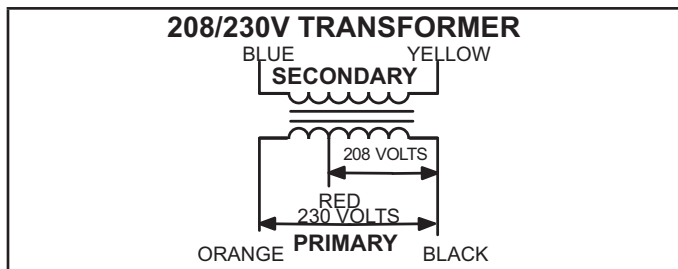 208/230V TRANSFORMER
BLUE YELLOW
SECONDARY
208 VOLTS
RED
230 VOLTS
PRIMARY
ORANGE BLACK